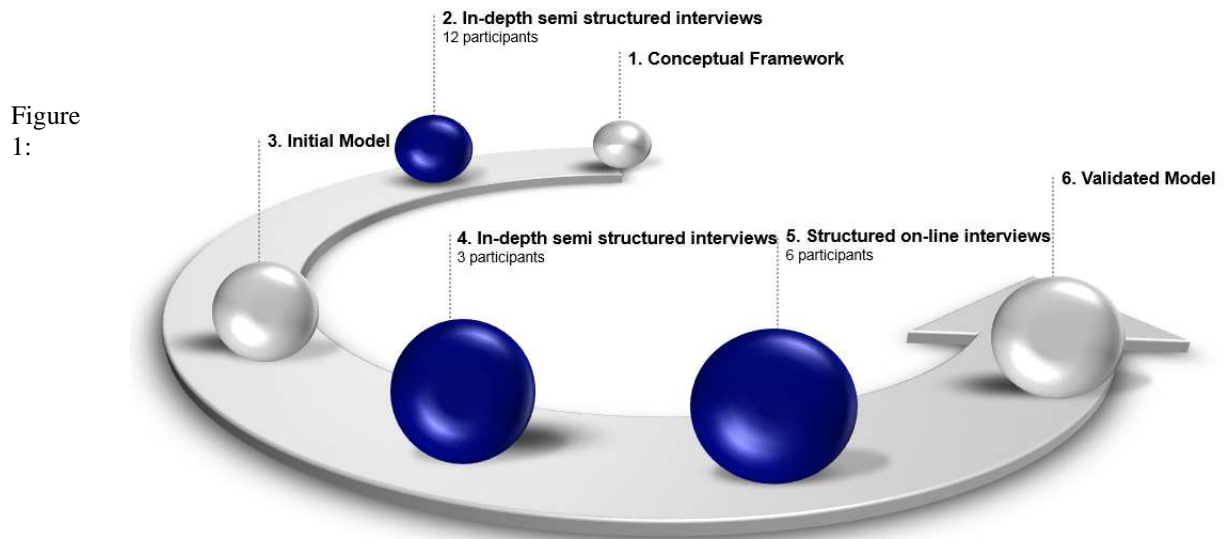 Figure
1:
2. In-depth semi structured interviews
12 participants
1. Conceptual Framework
3. Initial Model
6. Validated Model
4. In-depth semi structured interviews
3 participants
5. Structured on-line interviews
6 participants